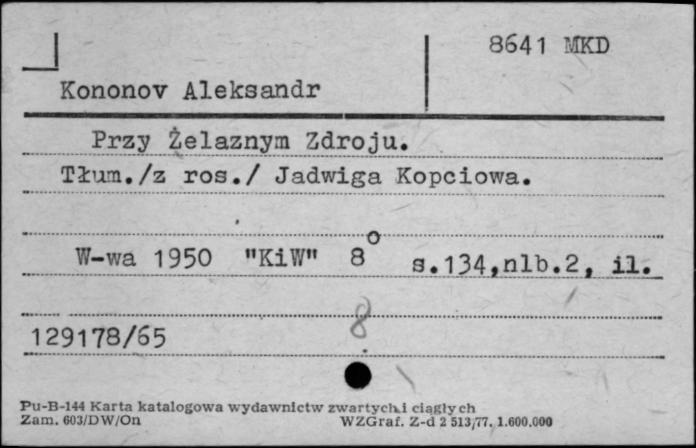 8641 MKD
Kononov Aleksandr
Przy Żelaznym Zdroju.
Tłum./z ros./ Jadwiga Kopciowa.
W-wa 1950 "KiW" 8° s.134,nlb.2, il.
8
129178/65
Pu-B-144 Karta katalogowa wydawnictw zwartych i ciągłych
Zam. 603/DW/On WZGraf. Z-d 2 513/77. 1.600.000